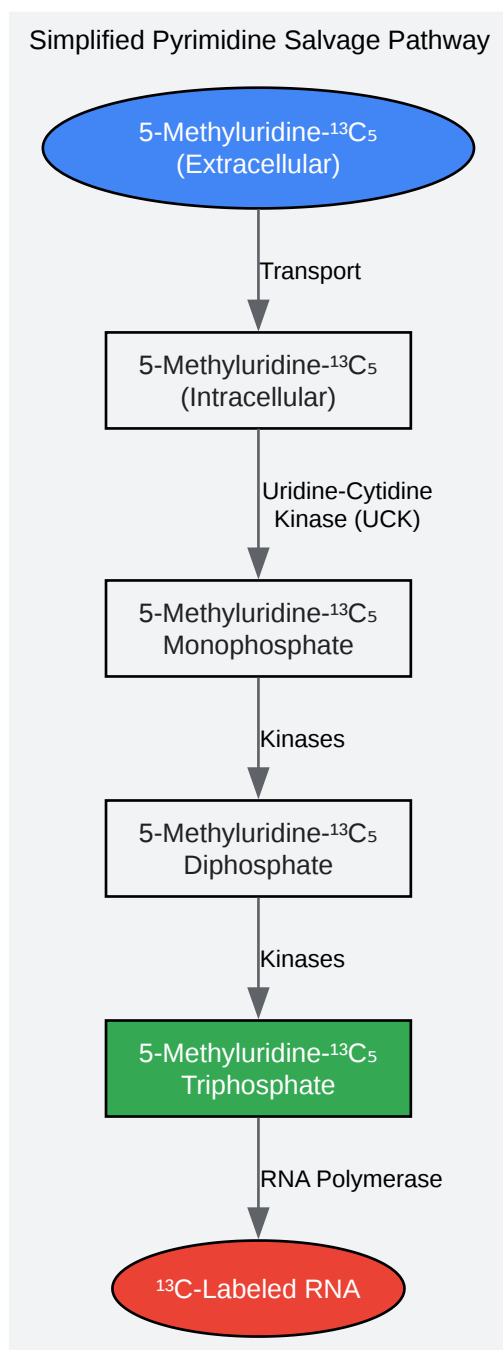 Simplified Pyrimidine Salvage Pathway
5-Methyluridine-¹³C₅
(Extracellular)
Transport
5-Methyluridine-¹³C₅
(Intracellular)
Uridine-Cytidine
Kinase (UCK)
5-Methyluridine-¹³C₅
Monophosphate
Kinases
5-Methyluridine-¹³C₅
Diphosphate
Kinases
5-Methyluridine-¹³C₅
Triphosphate
RNA Polymerase
¹³C-Labeled RNA